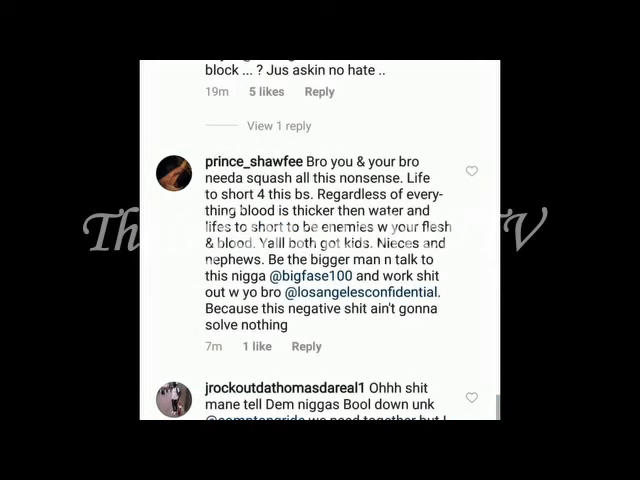 block ... ? Jus askin no hate ..
19m 5 likes Reply
View 1 reply
prince_shawfee Bro you & your bro
needa squash all this nonsense. Life
to short 4 this bs. Regardless of every-
thing blood is thicker then water and
lifes to short to be enemies w your flesh
& blood. Yalll both got kids. Nieces and
nephews. Be the bigger man n talk to
this nigga @bigfase100 and work shit
out w yo bro @losangelesconfidential.
Because this negative shit ain't gonna
solve nothing
7m 1 like Reply
jrockoutdathomasdareal1 Ohhh shit
mane tell Dem niggas Bool down unk
@comptongride we need together but I
TV